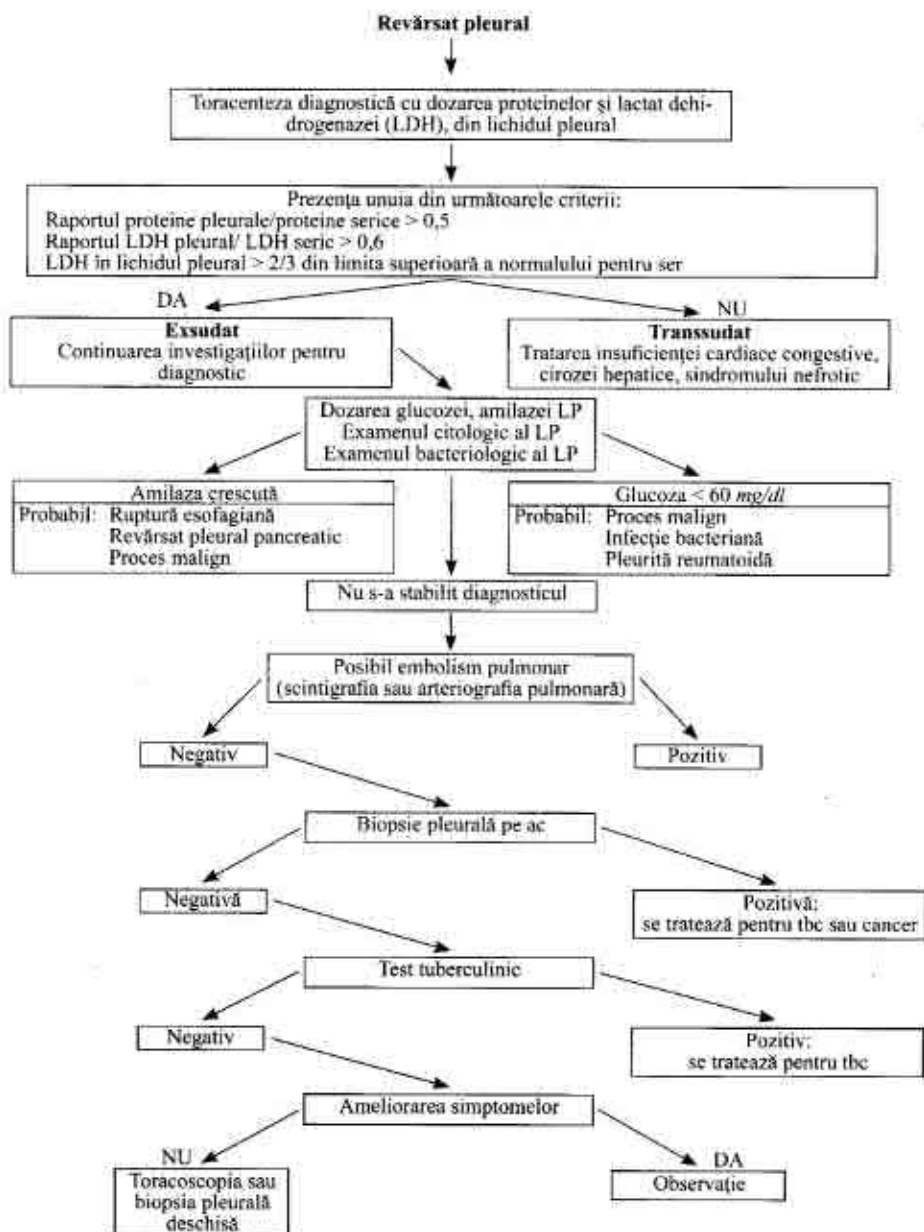 Revărsat pleural
Toracenteza diagnostică cu dozarea proteinelor și lactat dehi-
drogenazei (LDH), din lichidul pleural
Prezența unuia din următoarele criterii:
Raportul proteine pleurale/proteine serice > 0,5
Raportul LDH pleural/ LDH seric > 0,6
LDH în lichidul pleural > 2/3 din limita superioară a normalului pentru ser
DA
NU
Exsudat
Continuarea investigațiilor pentru
diagnostic
Transsudat
Tratarea insuficienței cardiace congestive,
cirozei hepatice, sindromului nefrotic
Dozarea glucozei, amilazei LP
Examenul citologic al LP
Examenul bacteriologic al LP
Amilaza crescută
Probabil: Ruptură esofagiană
Revărsat pleural pancreatic
Proces malign
Glucoza < 60 mg/dl
Probabil: Proces malign
Infecție bacteriană
Pleurită reumatoidă
Nu s-a stabilit diagnosticul
Posibil embolism pulmonar
(scintigrafia sau arteriografia pulmonară)
Negativ
Pozitiv
Biopsie pleurală pe ac
Negativă
Pozitivă:
se tratează pentru tbc sau cancer
Test tuberculinic
Negativ
Pozitiv:
se tratează pentru tbc
Ameliorarea simptomelor
NU
DA
Toracoscopia sau
biopsia pleurală
deschisă
Observație